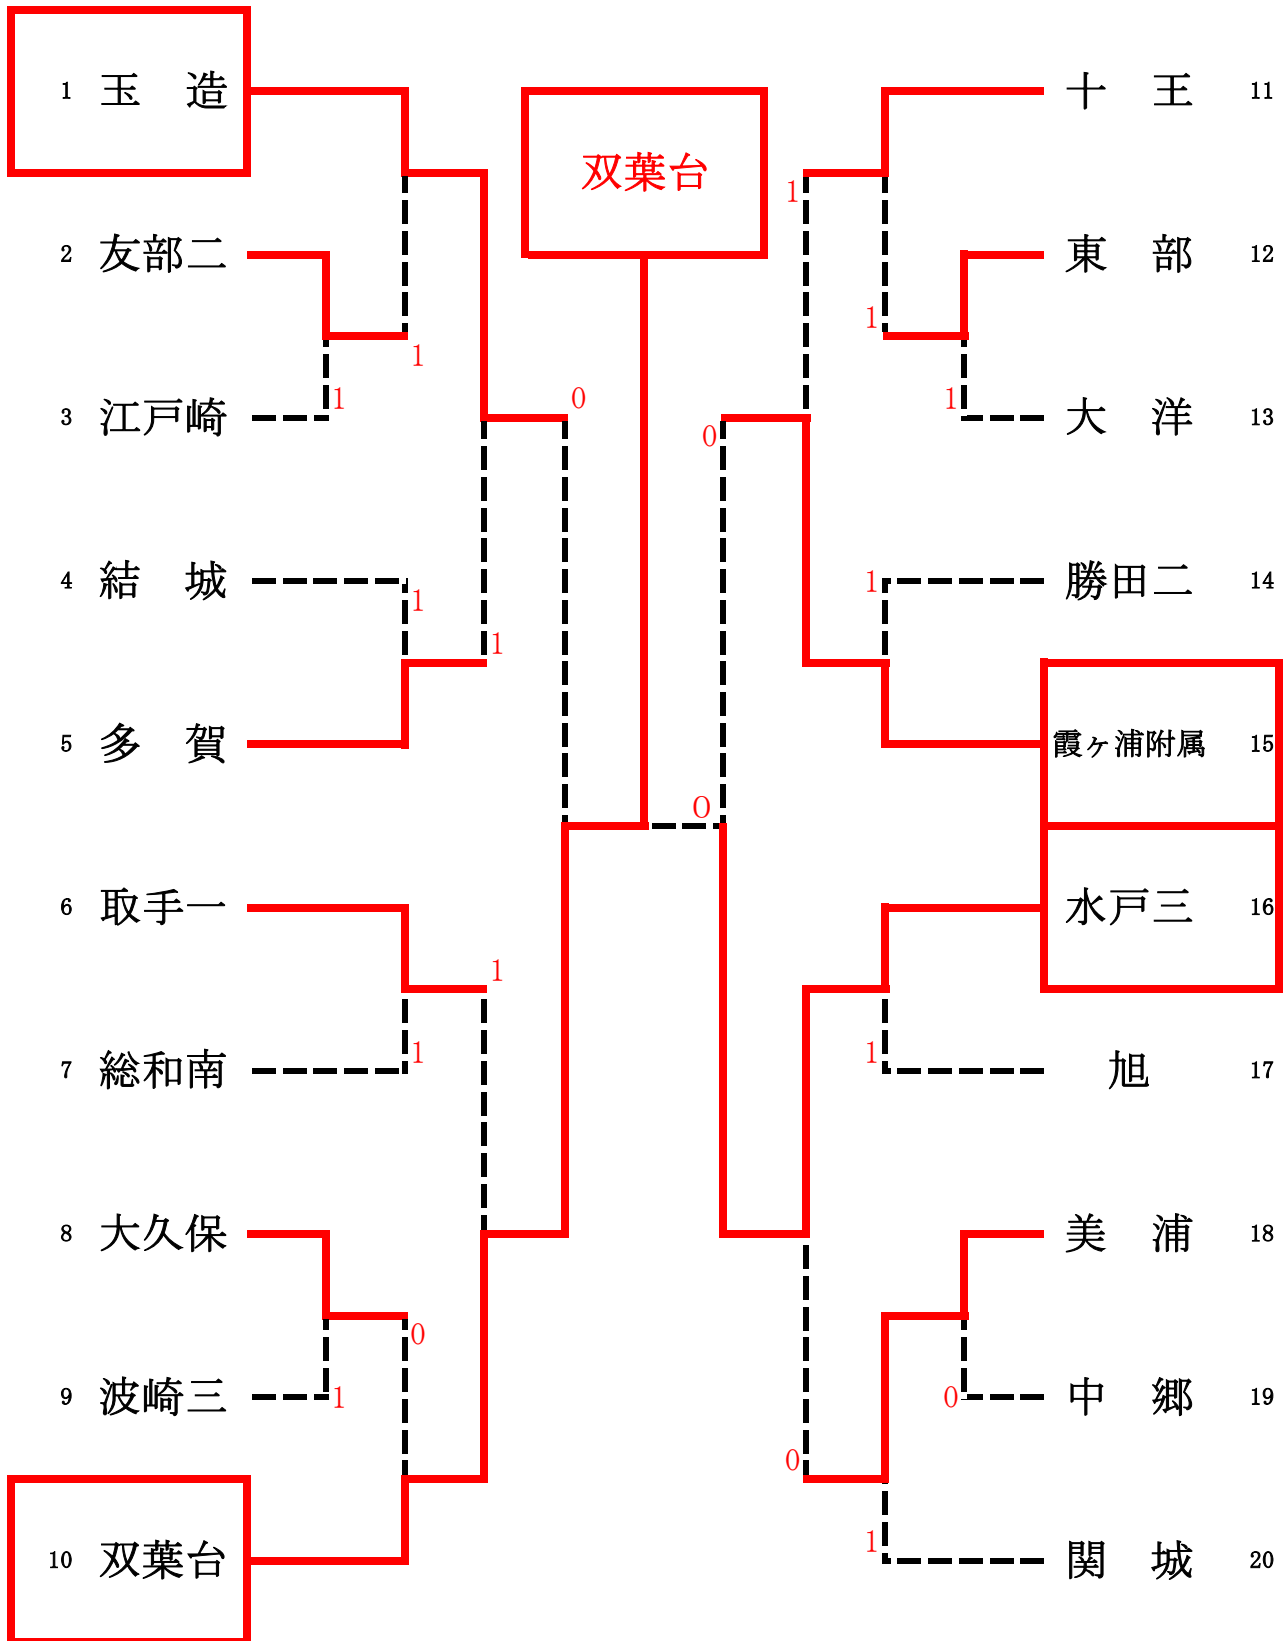 1 玉 造
2 友部二
3 江戸崎
4 結 城
5 多 賀
6 取手一
7 総和南
8 大久保
9 波崎三
10 双葉台
1
1
1
1
1
1
0
1
0
双葉台
0
0
1
1
1
1
1
0
0
1
十 王 11
東 部 12
大 洋 13
勝田二 14
霞ヶ浦附属 15
水戸三 16
旭 17
美 浦 18
中 郷 19
関 城 20